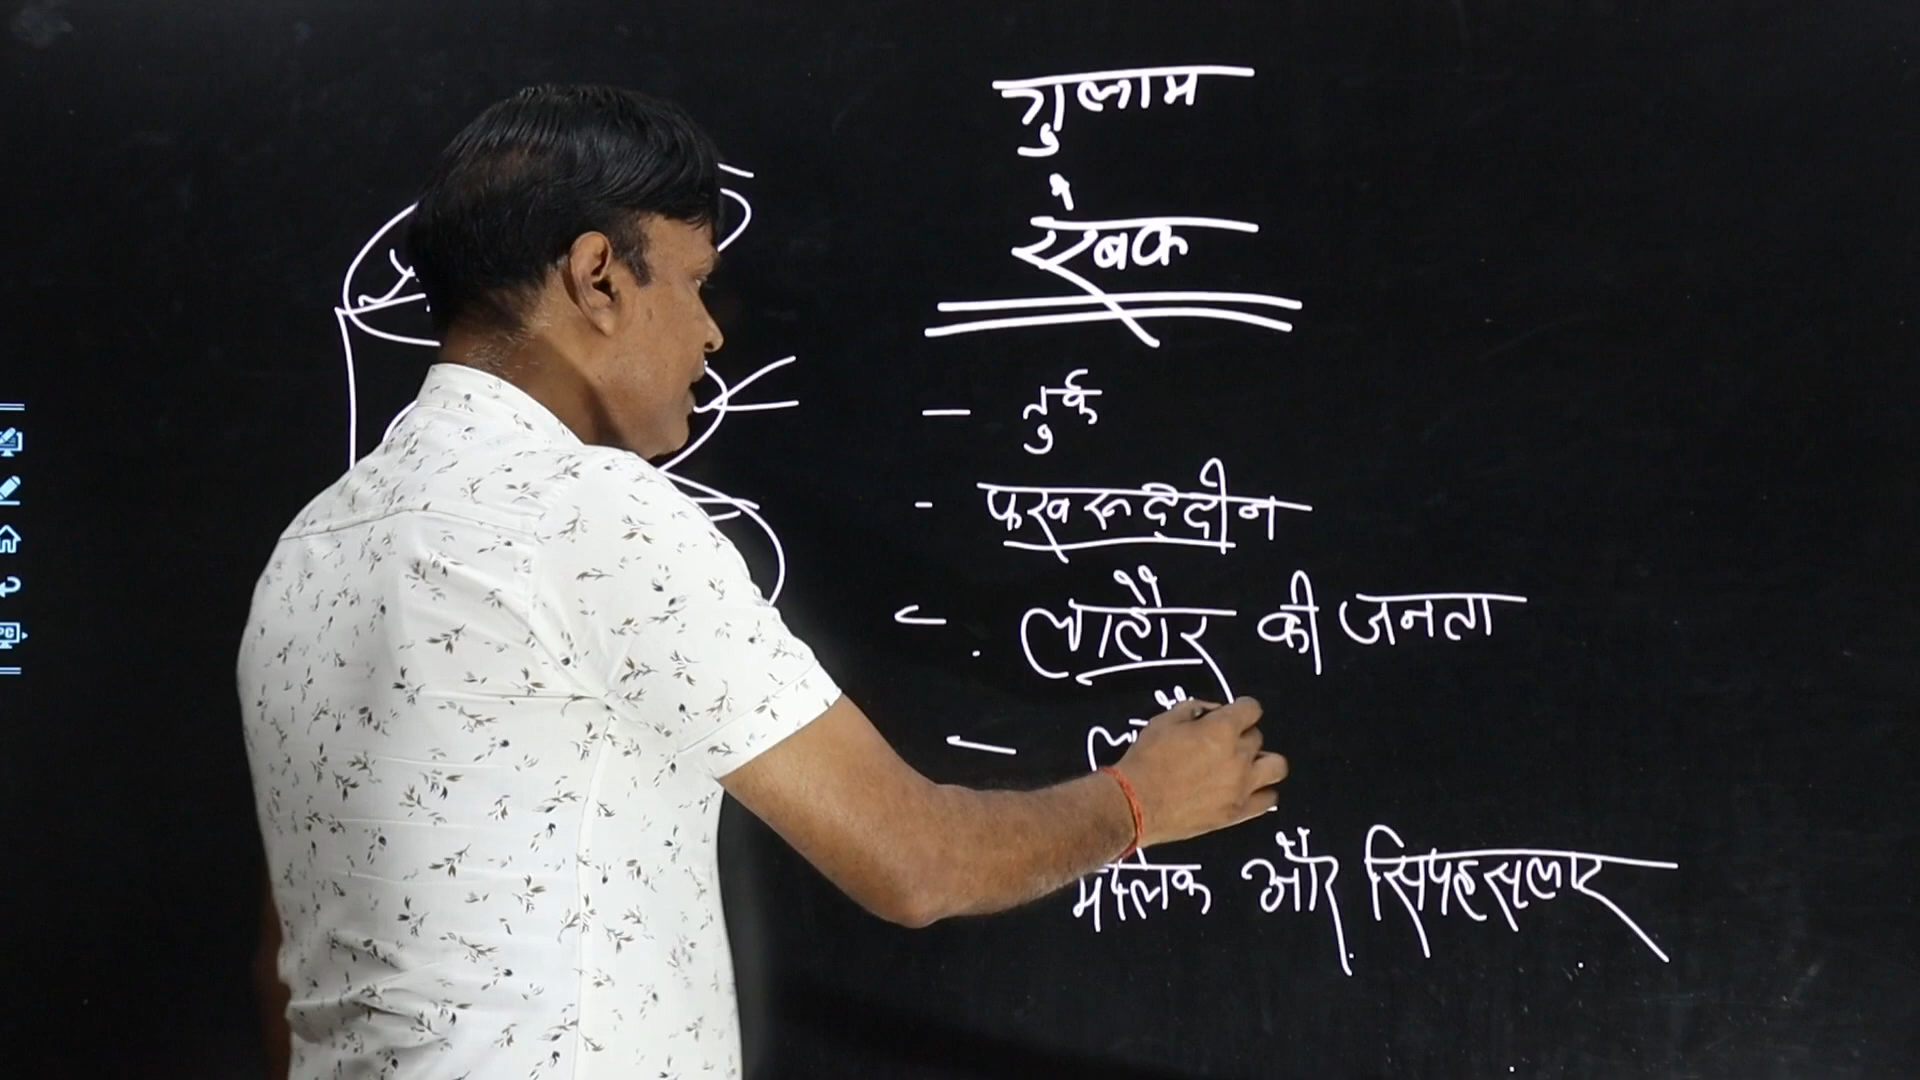 गुलाम
ऐबक
- तुर्क
- फखरूद्दीन
- लाहौर की जनता
-
मलिक और सिपहसलार